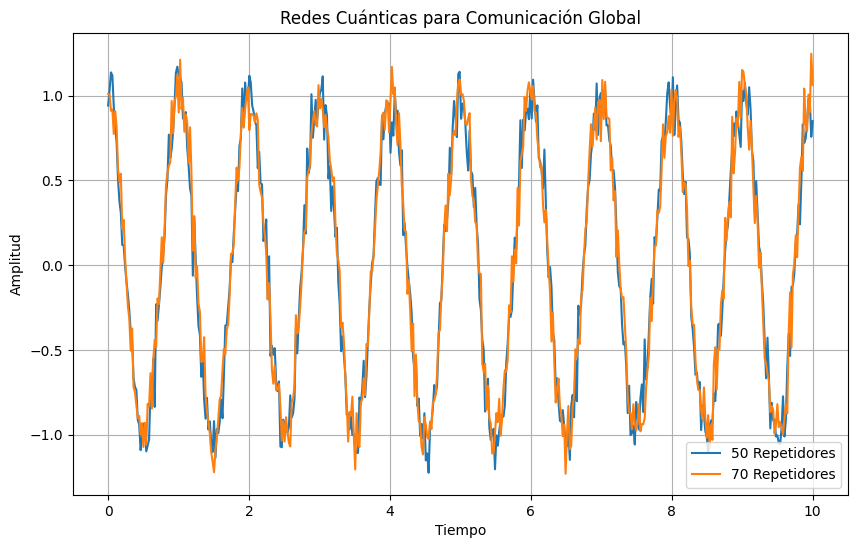 Redes Cuánticas para Comunicación Global
1.0
0.5
0.0
−0.5
−1.0
Amplitud
0 2 4 6 8 10
Tiempo
50 Repetidores
70 Repetidores